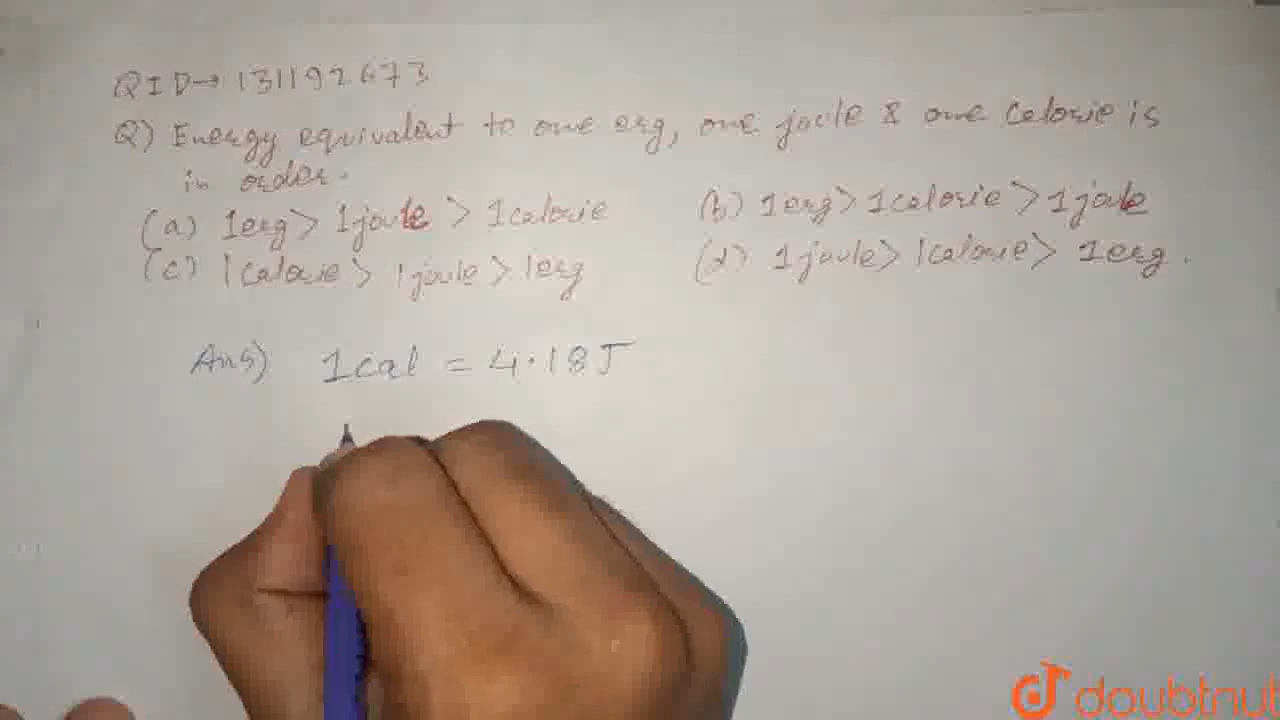 QID→ 131192673
Q) Energy equivalent to one erg, one joule & one calorie is
in order.
(a) 1erg > 1joule > 1calorie (b) 1erg > 1calorie > 1joule
(c) 1calorie > 1joule > 1erg (d) 1joule > 1calorie > 1erg.
Ans) 1cal = 4.18J
doubtnut